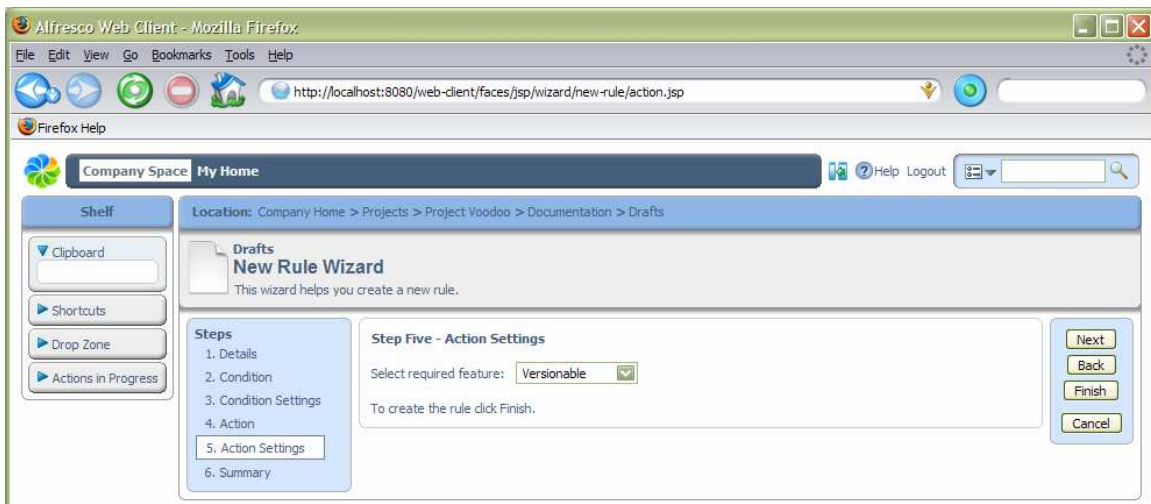 Alfresco Web Client - Mozilla Firefox
File Edit View Go Bookmarks Tools Help
http://localhost:8080/web-client/faces/jsp/wizard/new-rule/action.jsp
Firefox Help
Company Space My Home Help Logout
Shelf
Location: Company Home > Projects > Project Voodoo > Documentation > Drafts
Clipboard
Shortcuts
Drop Zone
Actions in Progress
Drafts
New Rule Wizard
This wizard helps you create a new rule.
Steps
1. Details
2. Condition
3. Condition Settings
4. Action
5. Action Settings
6. Summary
Step Five - Action Settings
Select required feature: Versionable
To create the rule click Finish.
Next
Back
Finish
Cancel